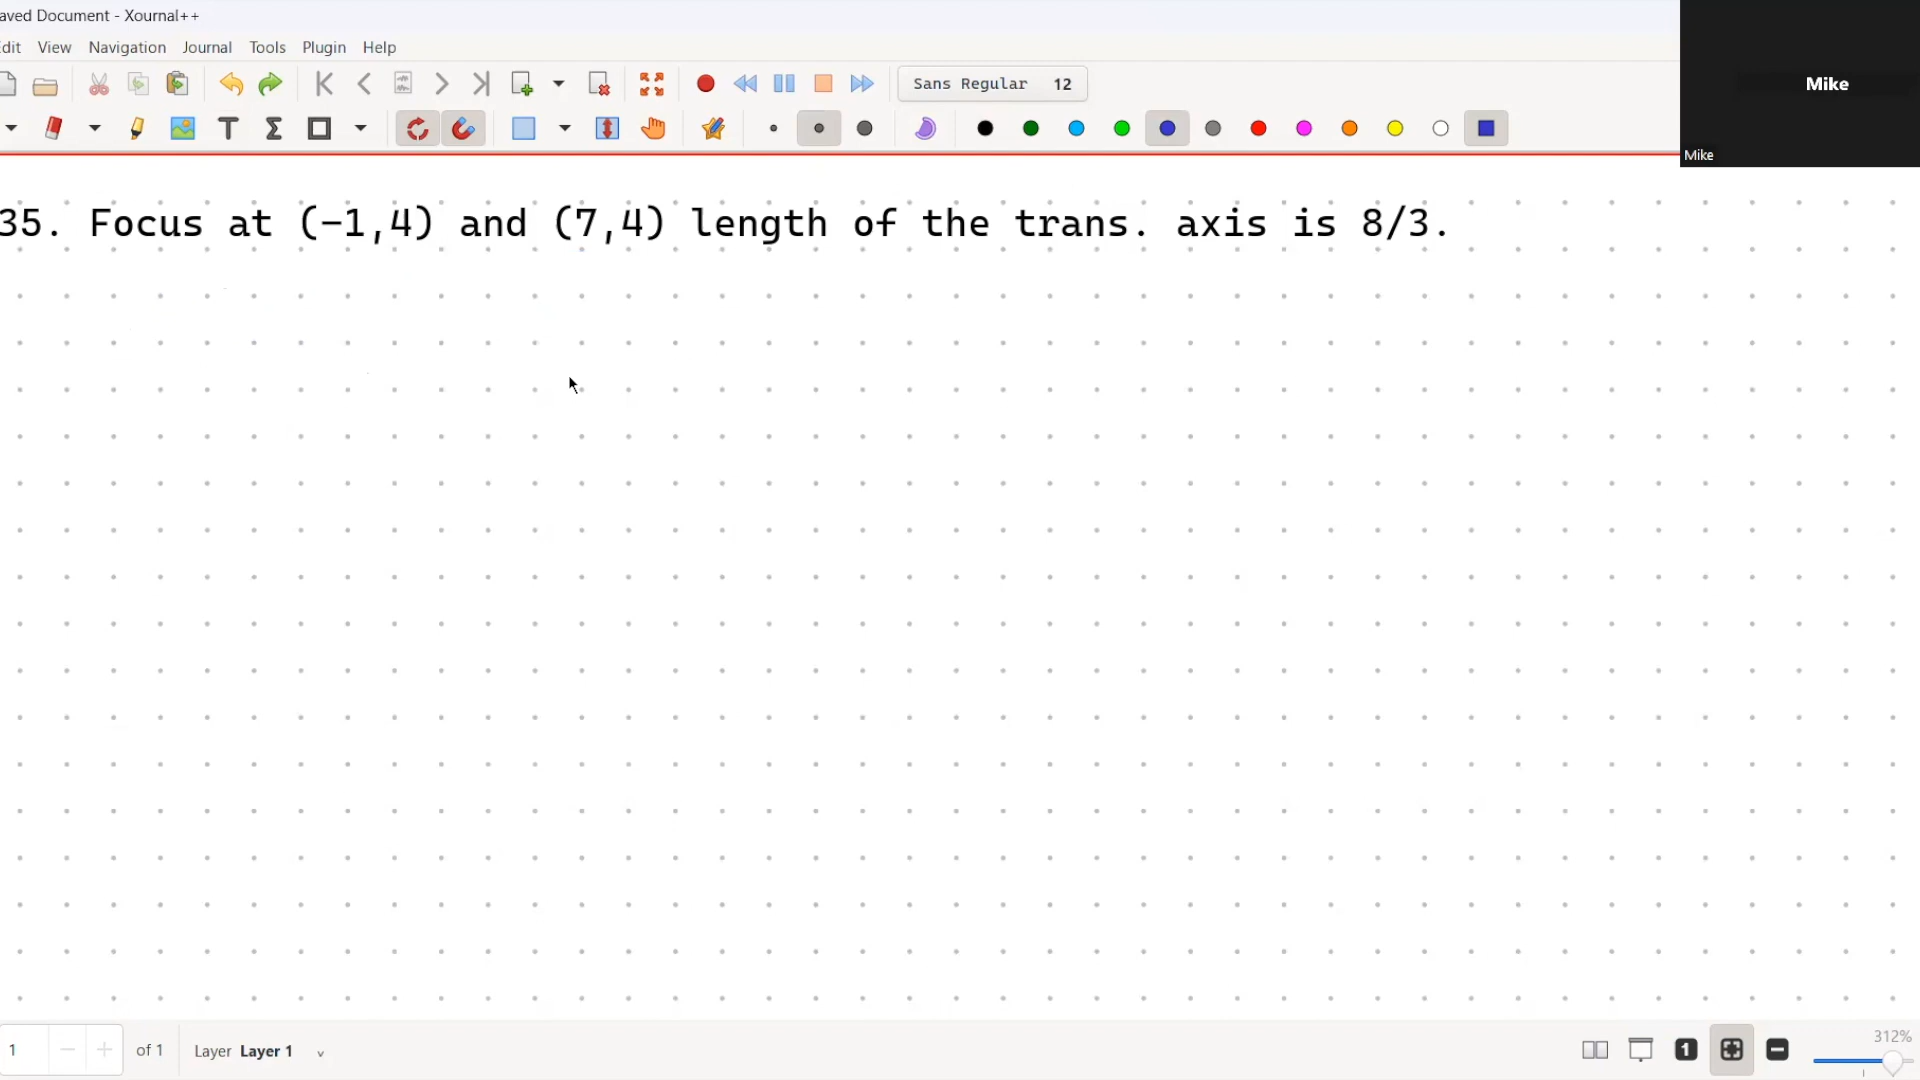 aved Document - Xournal++
dit View Navigation Journal Tools Plugin Help
Mike
Sans Regular 12
Mike
35. Focus at (-1,4) and (7,4) length of the trans. axis is 8/3.
1 of 1 Layer Layer 1
1
312%